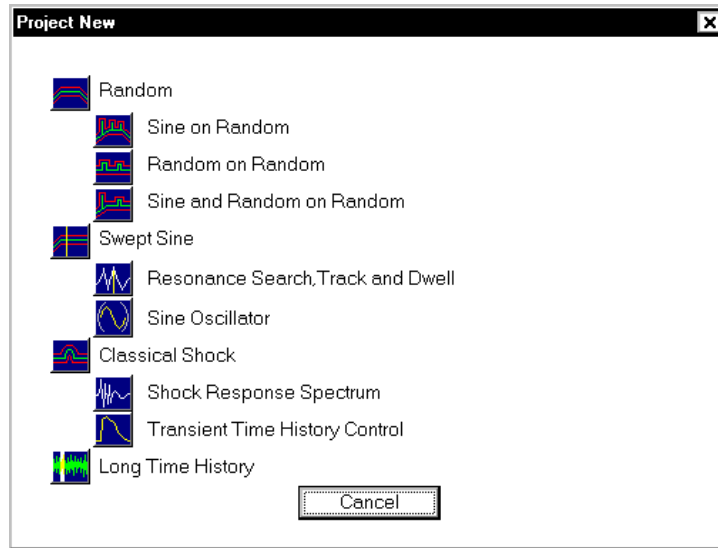 Project New
Random
Sine on Random
Random on Random
Sine and Random on Random
Swept Sine
Resonance Search,Track and Dwell
Sine Oscillator
Classical Shock
Shock Response Spectrum
Transient Time History Control
Long Time History
Cancel